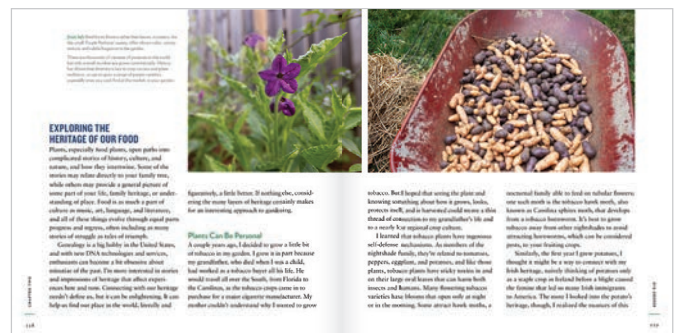 EXPLORING THE
HERITAGE OF OUR FOOD
Plants, especially food plants, open paths into
complicated stories of history, culture, and
nature, and how they intertwine. Some of the
stories may relate directly to your family tree,
while others may provide a general picture of
some part of your life, family heritage, or under-
standing of place. Food is as much a part of
culture as music, art, language, and literature,
and all of these things evolve through equal parts
progress and regress, often including as many
stories of struggle as tales of triumph.
Genealogy is a big hobby in the United States,
and with new DNA technologies and services,
enthusiasts can become a bit obsessive about
minutiae of the past. I'm more interested in stories
and impressions of heritage that affect experi-
ences here and now. Connecting with our heritage
needn't define us, but it can be enlightening. It can
help us find our place in the world, literally and
figuratively, a little better. If nothing else, consid-
ering the many layers of heritage certainly makes
for an interesting approach to gardening.
Plants Can Be Personal
A couple years ago, I decided to grow a little bit
of tobacco in my garden. I grew it in part because
my grandfather, who died when I was a child,
had worked as a tobacco buyer all his life. He
would travel all over the South, from Florida to
the Carolinas, as the tobacco crops came in to
purchase for a major cigarette manufacturer. My
mother couldn't understand why I wanted to grow
tobacco. But I hoped that seeing the plant and
knowing something about how it grows, looks,
protects itself, and is harvested could create a thin
thread of connection to my grandfather's life and
to a nearly lost regional crop culture.
I learned that tobacco plants have ingenious
self-defense mechanisms. As members of the
nightshade family, they're related to tomatoes,
peppers, eggplants, and potatoes, and like those
plants, tobacco plants have sticky toxins in and
on their large oval leaves that can harm both
insects and humans. Many flowering tobacco
varieties have blooms that open only at night
or in the morning. Some attract hawk moths, a
nocturnal family able to feed on tubular flowers;
one such moth is the tobacco hawk moth, also
known as Carolina sphinx moth, that develops
from a tobacco hornworm. It's best to grow
tobacco away from other nightshades to avoid
attracting hornworms, which can be considered
pests, to your fruiting crops.
Similarly, the first year I grew potatoes, I
thought it might be a way to connect with my
Irish heritage, naively thinking of potatoes only
as a staple crop in Ireland before a blight caused
the famine that led so many Irish immigrants
to America. The more I looked into the potato's
heritage, though, I realized the nuances of this